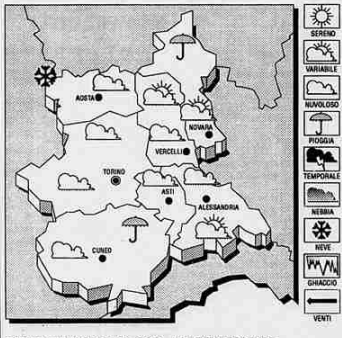 AOSTA
NOVARA
VERCELLI
TORINO
ASTI
ALESSANDRIA
CUNEO
SERENO
VARIABILE
NUVOLOSO
PIOGGIA
TEMPORALE
NEBBIA
NEVE
GHIACCIO
VENTI